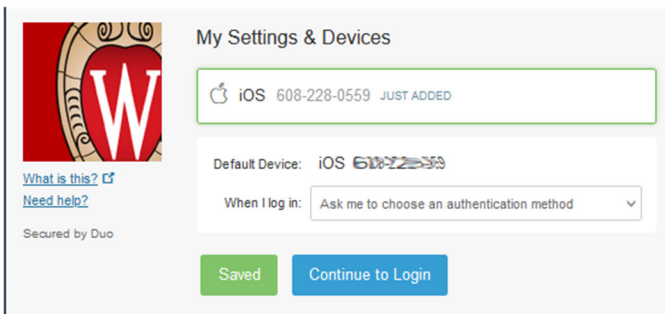 My Settings & Devices
iOS 608-228-0559 JUST ADDED
W
What is this?
Need help?
Secured by Duo
Default Device: iOS
When I log in: Ask me to choose an authentication method
Saved Continue to Login